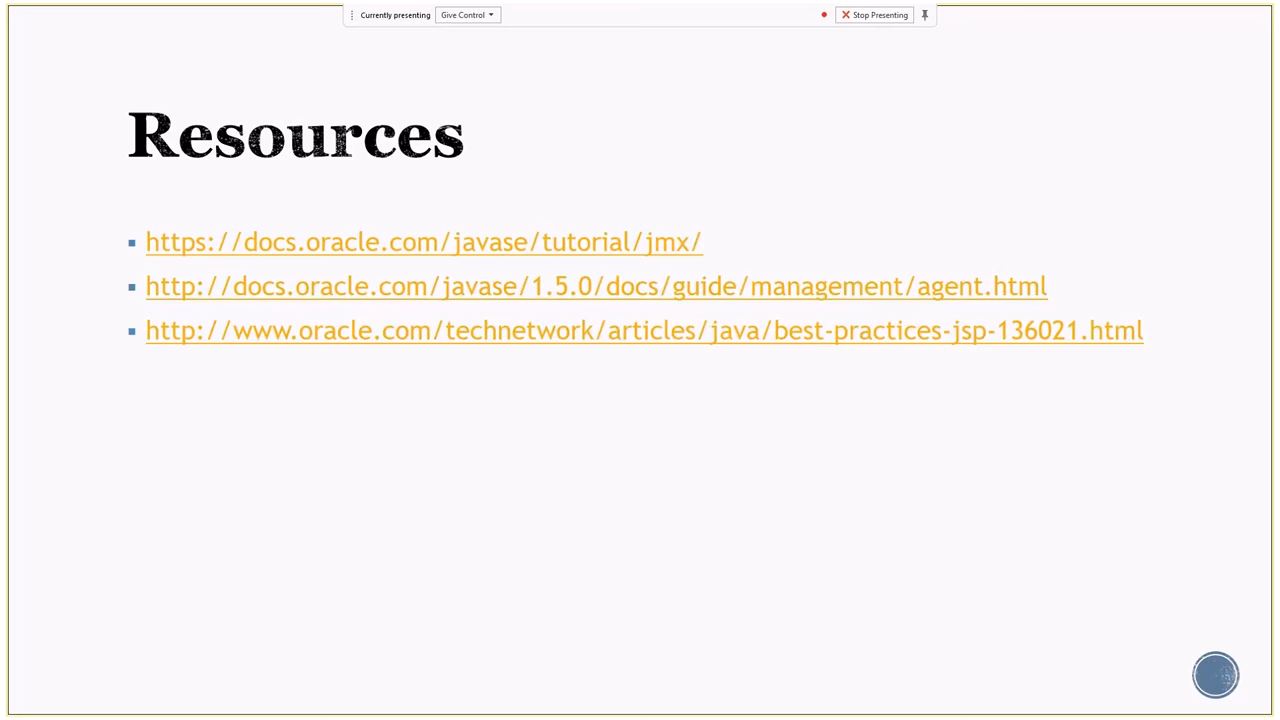 Currently presenting Give Control Stop Presenting
Resources
https://docs.oracle.com/javase/tutorial/jmx/
http://docs.oracle.com/javase/1.5.0/docs/guide/management/agent.html
http://www.oracle.com/technetwork/articles/java/best-practices-jsp-136021.html